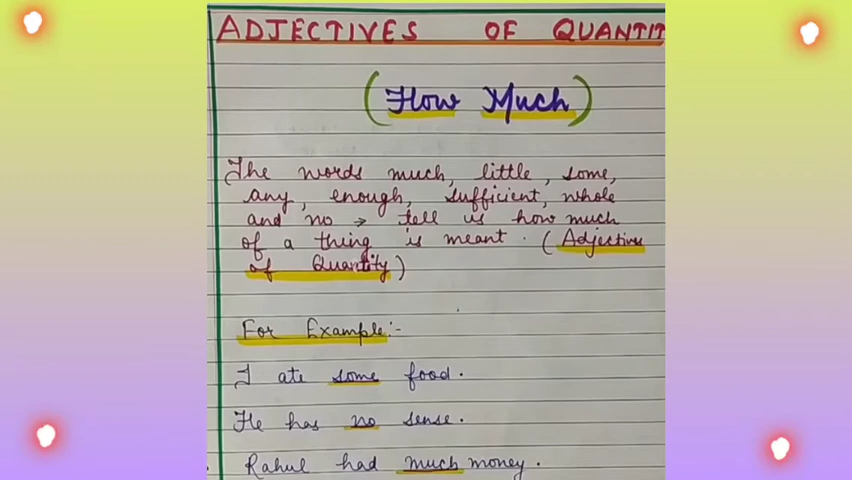 ADJECTIVES OF QUANTIT
(How Much)
The words much, little, some,
any, enough, sufficient, whole
and no → tell us how much
of a thing is meant. (Adjectives
of Quantity)
For Example:-
I ate some food.
He has no sense.
Rahul had much money.